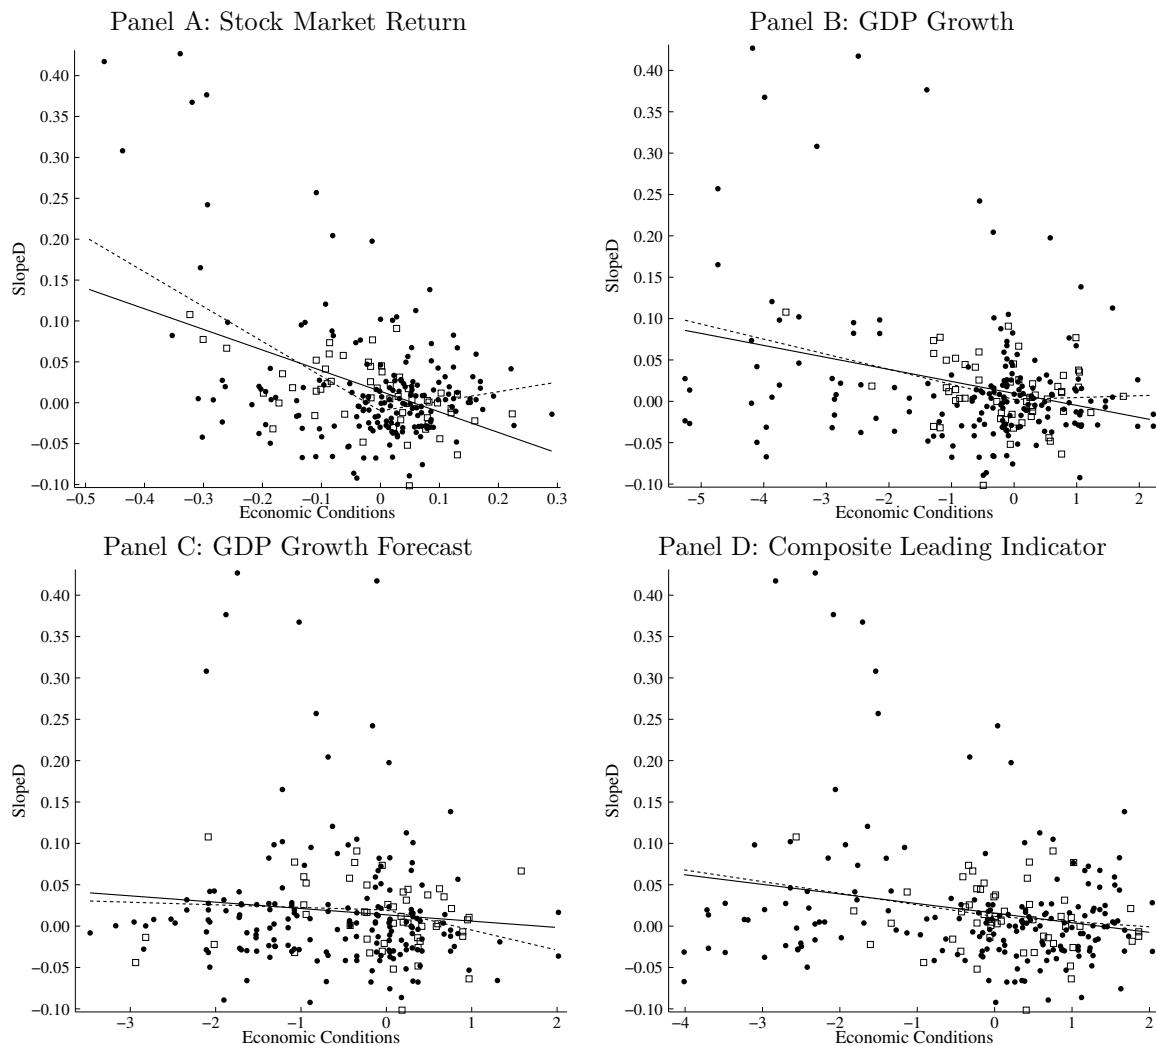 Panel A: Stock Market Return
0.40
0.35
0.30
0.25
0.20
0.15
0.10
0.05
0.00
−0.05
−0.10
SlopeD
−0.5 −0.4 −0.3 −0.2 −0.1 0 0.1 0.2 0.3
Economic Conditions
Panel B: GDP Growth
0.40
0.35
0.30
0.25
0.20
0.15
0.10
0.05
0.00
−0.05
−0.10
SlopeD
−5 −4 −3 −2 −1 0 1 2
Economic Conditions
Panel C: GDP Growth Forecast
0.40
0.35
0.30
0.25
0.20
0.15
0.10
0.05
0.00
−0.05
−0.10
SlopeD
−3 −2 −1 0 1 2
Economic Conditions
Panel D: Composite Leading Indicator
0.40
0.35
0.30
0.25
0.20
0.15
0.10
0.05
0.00
−0.05
−0.10
SlopeD
−4 −3 −2 −1 0 1 2
Economic Conditions